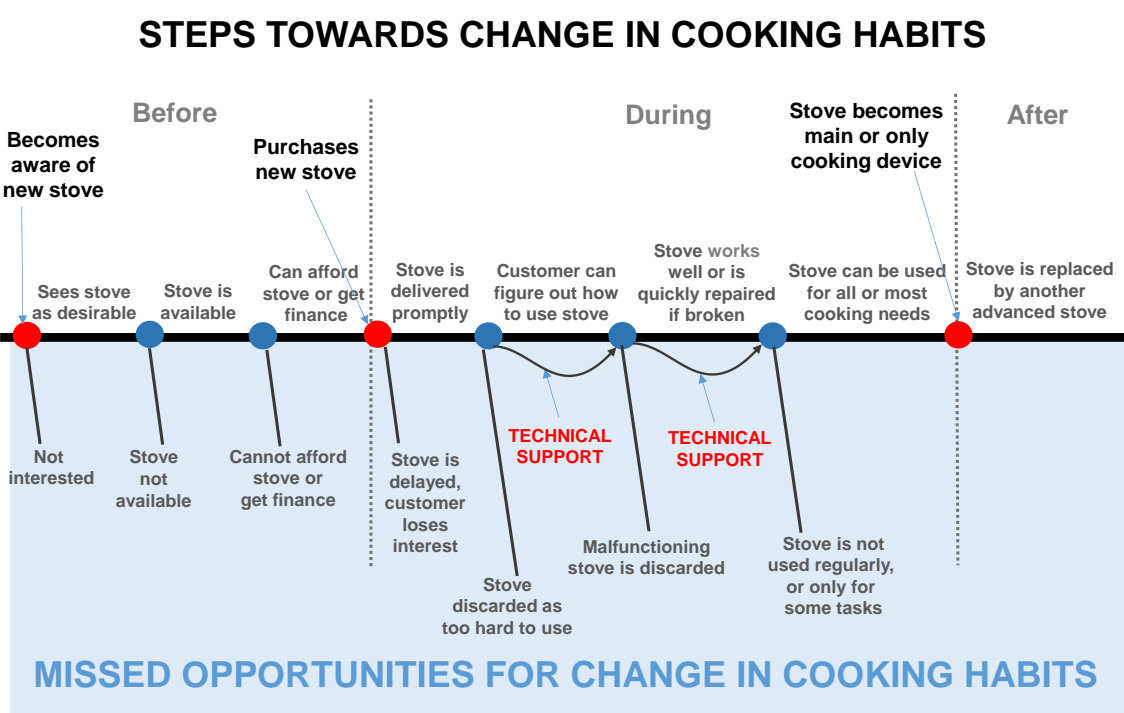 STEPS TOWARDS CHANGE IN COOKING HABITS
Before
During
After
Becomes
aware of
new stove
Purchases
new stove
Stove becomes
main or only
cooking device
Sees stove
as desirable
Stove is
available
Can afford
stove or get
finance
Stove is
delivered
promptly
Customer can
figure out how
to use stove
Stove works
well or is
quickly repaired
if broken
Stove can be used
for all or most
cooking needs
Stove is replaced
by another
advanced stove
Not
interested
Stove
not
available
Cannot afford
stove or
get finance
Stove is
delayed,
customer
loses
interest
TECHNICAL
SUPPORT
TECHNICAL
SUPPORT
Stove
discarded as
too hard to use
Malfunctioning
stove is discarded
Stove is not
used regularly,
or only for
some tasks
MISSED OPPORTUNITIES FOR CHANGE IN COOKING HABITS